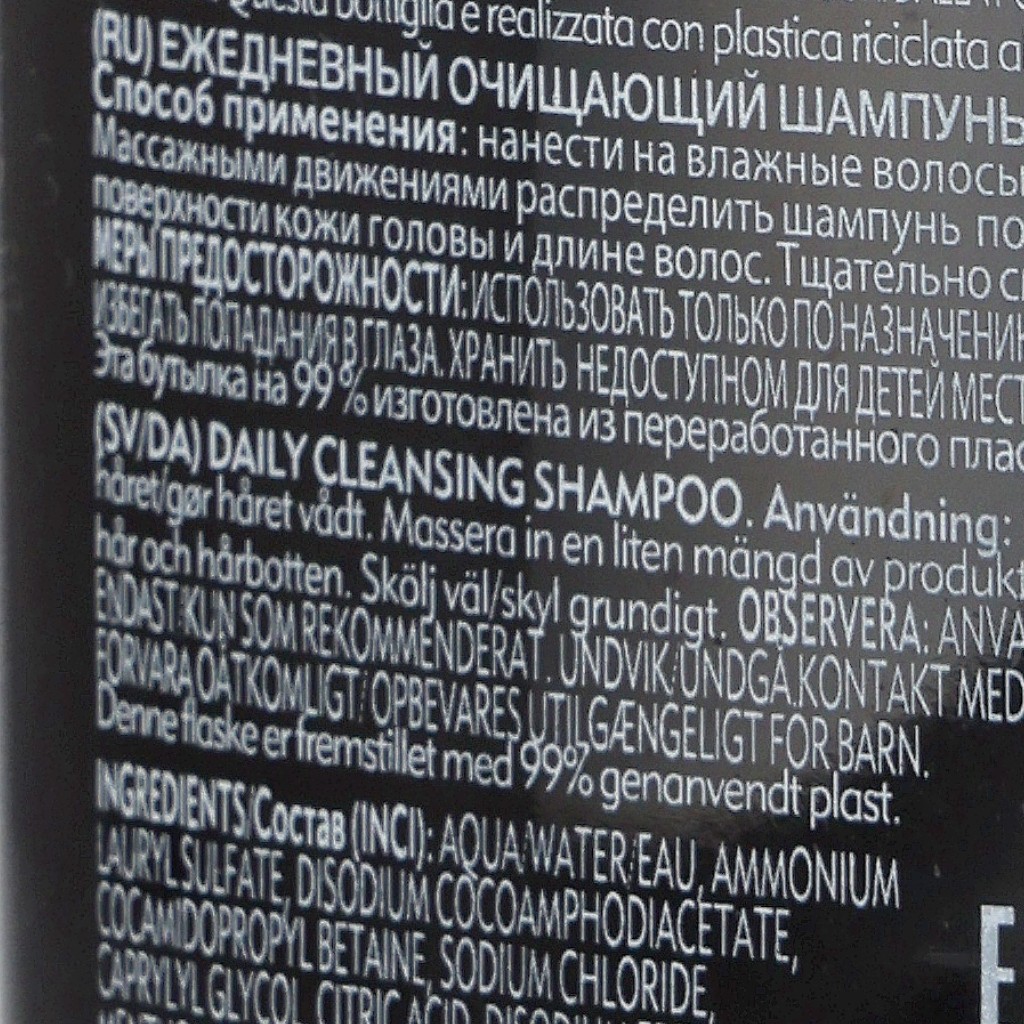 Questa bottiglia è realizzata con plastica riciclata a
(RU) ЕЖЕДНЕВНЫЙ ОЧИЩАЮЩИЙ ШАМПУНЬ
Способ применения: нанести на влажные волосы
Массажными движениями распределить шампунь по
поверхности кожи головы и длине волос. Тщательно с
МЕРЫ ПРЕДОСТОРОЖНОСТИ: ИСПОЛЬЗОВАТЬ ТОЛЬКО ПО НАЗНАЧЕНИ
ИЗБЕГАТЬ ПОПАДАНИЯ В ГЛАЗА. ХРАНИТЬ НЕДОСТУПНОМ ДЛЯ ДЕТЕЙ МЕСТ
Эта бутылка на 99 % изготовлена из переработанного плас
(SV/DA) DAILY CLEANSING SHAMPOO. Användning:
håret/gør håret vådt. Massera in en liten mängd av produkt
hår och hårbotten. Skölj väl/skyl grundigt. OBSERVERA: ANVÄ
ENDAST/KUN SOM REKOMMENDERAT. UNDVIK/UNDGÅ KONTAKT MED
FÖRVARA OÅTKOMLIGT/OPBEVARES UTILGÆNGELIGT FOR BARN.
Denne flaske er fremstillet med 99% genanvendt plast.
INGREDIENTS/Состав (INCI): AQUA/WATER/EAU, AMMONIUM
LAURYL SULFATE, DISODIUM COCOAMPHODIACETATE,
COCAMIDOPROPYL BETAINE, SODIUM CHLORIDE,
CAPRYLYL GLYCOL, CITRIC ACID, DISODIUM